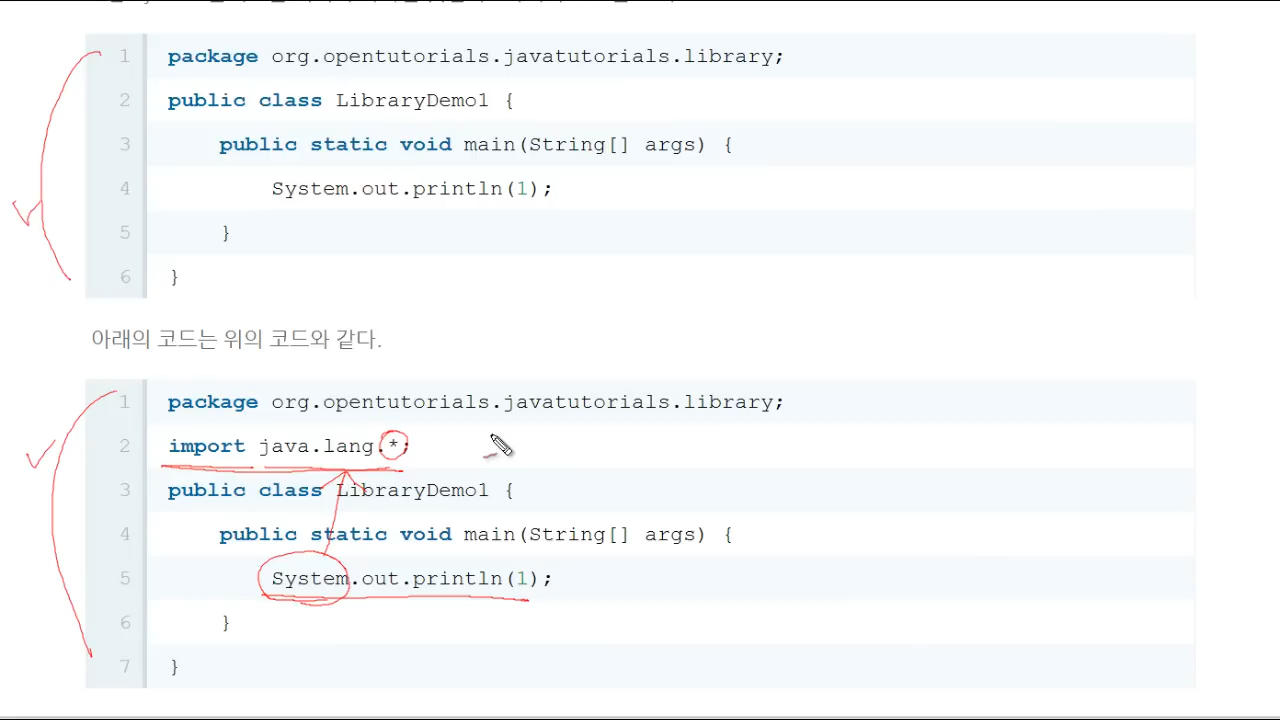 1 package org.opentutorials.javatutorials.library;
2 public class LibraryDemo1 {
3 public static void main(String[] args) {
4 System.out.println(1);
5 }
6 }
아래의 코드는 위의 코드와 같다.
1 package org.opentutorials.javatutorials.library;
2 import java.lang.*;
3 public class LibraryDemo1 {
4 public static void main(String[] args) {
5 System.out.println(1);
6 }
7 }